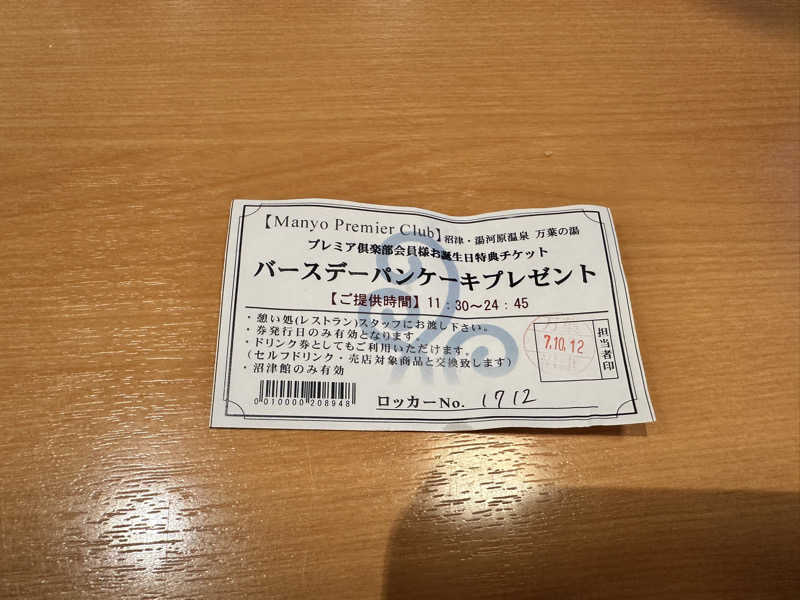 【Manyo Premier Club】沼津・湯河原温泉 万葉の湯
プレミア倶楽部会員様お誕生日特典チケット
バースデーパンケーキプレゼント
【ご提供時間】11：30～24：45
・憩い処(レストラン)スタッフにお渡し下さい。
・券発行日のみ有効となります。
・ドリンク券としてもご利用いただけます。
（セルフドリンク・売店対象商品と交換致します）
・沼津館のみ有効
7.10.12
担当者印
0010000208948
ロッカーNo. 1712